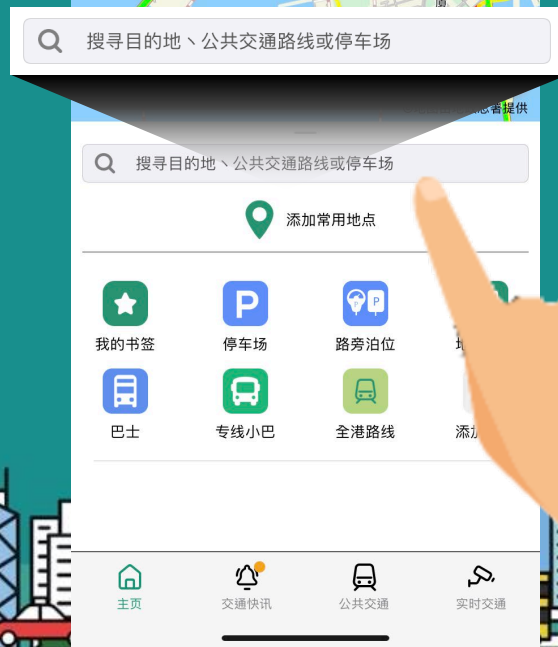 搜寻目的地、公共交通路线或停车场
者提供
搜寻目的地、公共交通路线或停车场
添加常用地点
我的书签
停车场
路旁泊位
巴士
专线小巴
全港路线
添加
主页
交通快讯
公共交通
实时交通